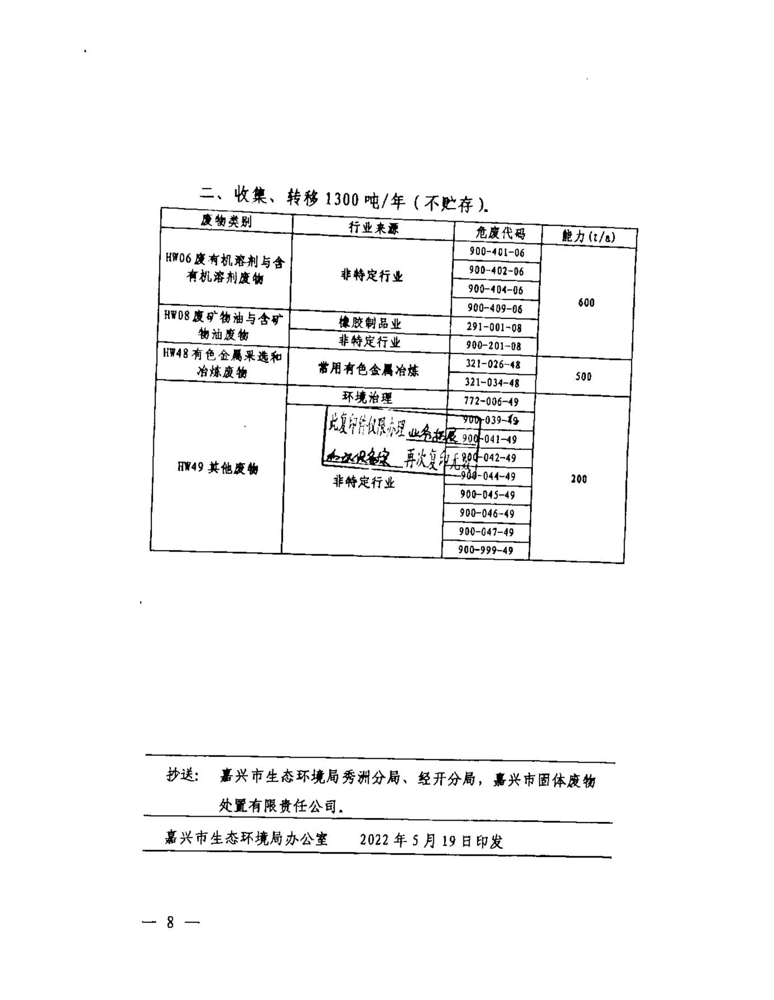 二、收集、转移1300吨/年（不贮存）.
废物类别 行业来源 危废代码 能力(t/a)
HW06废有机溶剂与含
有机溶剂废物
非特定行业
900-401-06
900-402-06
900-404-06
900-409-06
600
HW08废矿物油与含矿
物油废物
橡胶制品业 291-001-08
非特定行业 900-201-08
HW48有色金属采选和
冶炼废物
常用有色金属冶炼
321-026-48
321-034-48
500
HW49其他废物
环境治理 772-006-49
非特定行业
900-039-49
900-041-49
900-042-49
900-044-49
900-045-49
900-046-49
900-047-49
900-999-49
200
此复印件仅限办理 业务拓展
再次复印无效
抄送: 嘉兴市生态环境局秀洲分局、经开分局，嘉兴市固体废物
处置有限责任公司.
嘉兴市生态环境局办公室 2022年5月19日印发
— 8 —